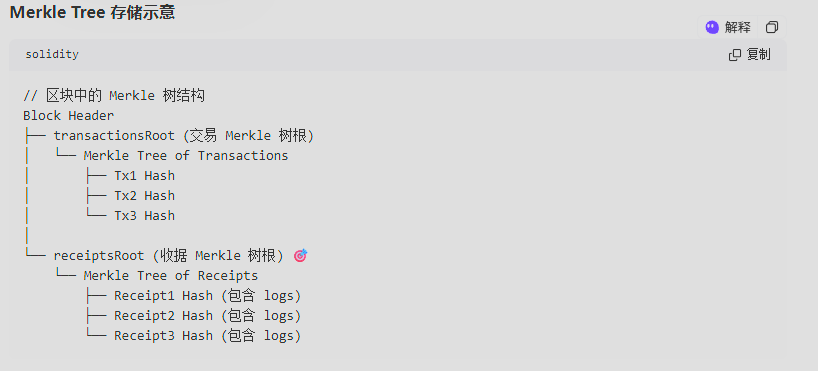 Merkle Tree 存储示意
解释
solidity
复制
// 区块中的 Merkle 树结构
Block Header
├── transactionsRoot (交易 Merkle 树根)
│   └── Merkle Tree of Transactions
│       ├── Tx1 Hash
│       ├── Tx2 Hash
│       └── Tx3 Hash
│
└── receiptsRoot (收据 Merkle 树根) 🎯
    └── Merkle Tree of Receipts
        ├── Receipt1 Hash (包含 logs)
        ├── Receipt2 Hash (包含 logs)
        └── Receipt3 Hash (包含 logs)